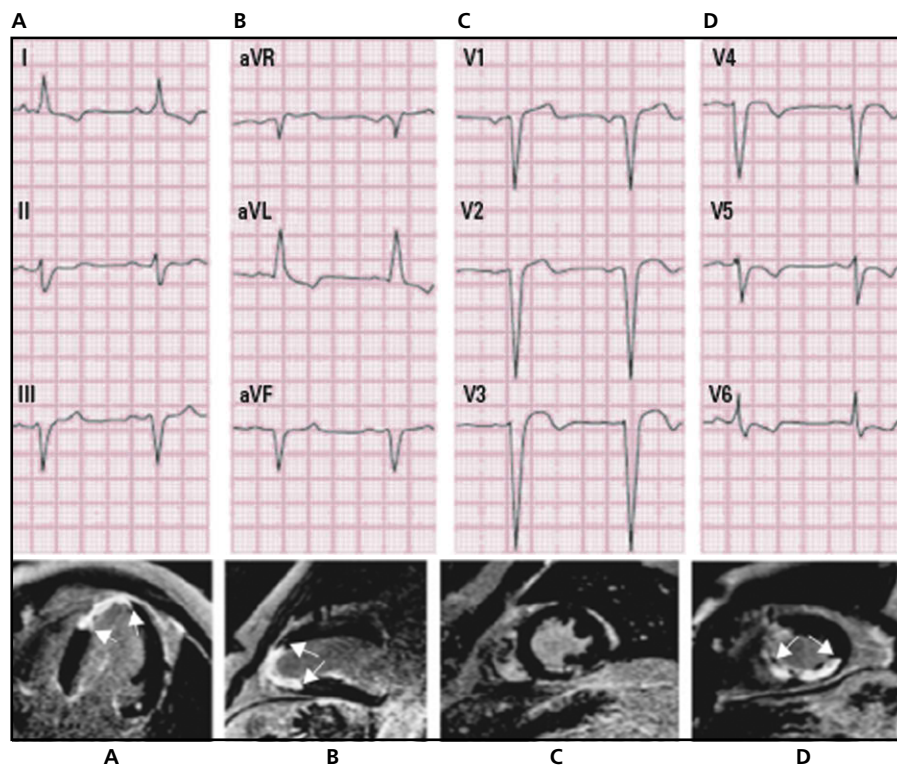 A B C D
I aVR V1 V4
II aVL V2 V5
III aVF V3 V6
A B C D